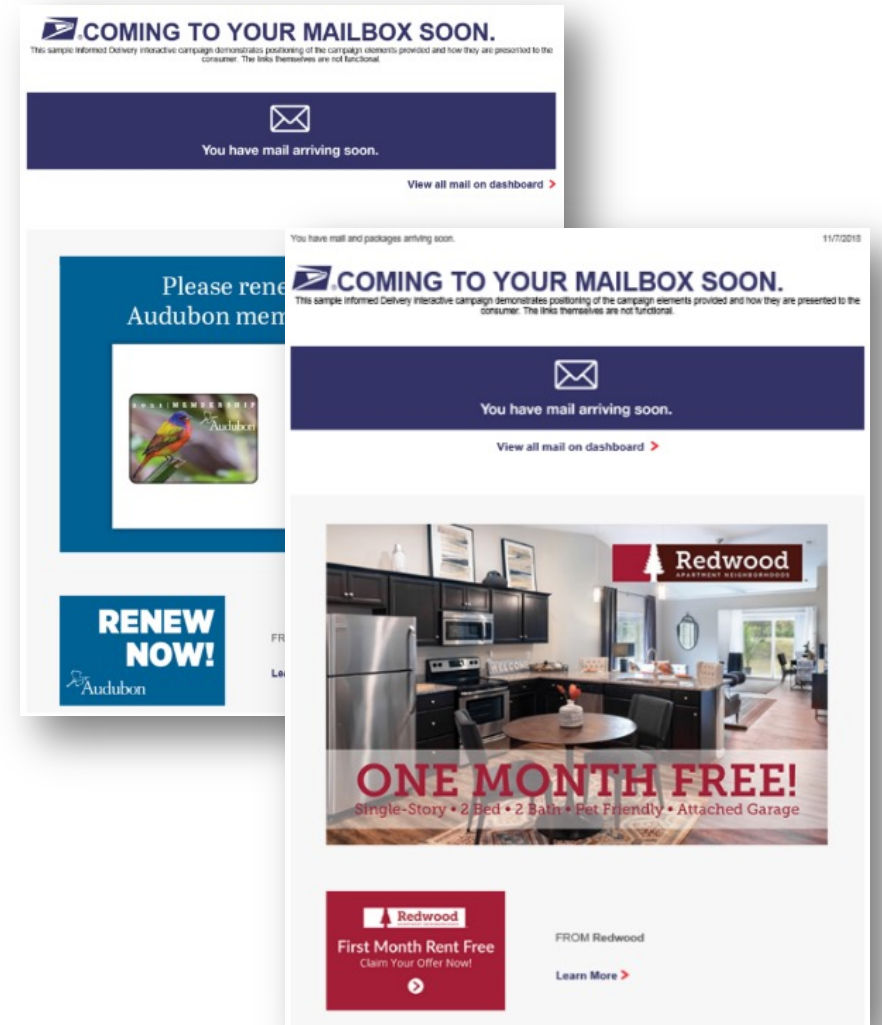 COMING TO YOUR MAILBOX SOON.
This sample Informed Delivery interactive campaign demonstrates positioning of the campaign elements provided and how they are presented to the
consumer. The links themselves are not functional.
You have mail arriving soon.
View all mail on dashboard >
Please rene
Audubon mem
2021 | MEMBERSHIP
Audubon
RENEW
NOW!
Audubon
FR
Le
You have mail and packages arriving soon. 11/7/2018
COMING TO YOUR MAILBOX SOON.
This sample Informed Delivery interactive campaign demonstrates positioning of the campaign elements provided and how they are presented to the
consumer. The links themselves are not functional.
You have mail arriving soon.
View all mail on dashboard >
Redwood
APARTMENT NEIGHBORHOODS
WELCOME
ONE MONTH FREE!
Single-Story • 2 Bed • 2 Bath • Pet Friendly • Attached Garage
Redwood
First Month Rent Free
Claim Your Offer Now!
FROM Redwood
Learn More >